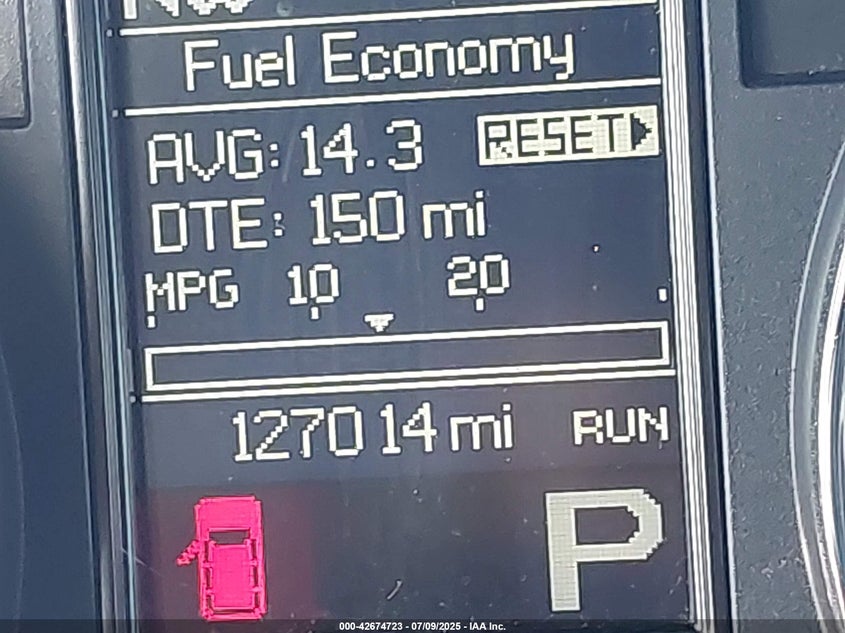 Fuel Economy
AVG: 14.3 RESET
DTE: 150 mi
MPG 10 20
127014 mi RUN
P
000-42674723 - 07/09/2025 - IAA Inc.